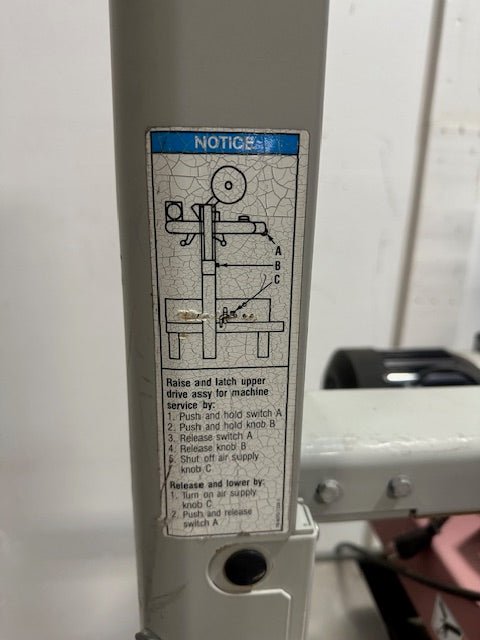 NOTICE
A
B
C
Raise and latch upper
drive assy for machine
service by:
1. Push and hold switch A
2. Push and hold knob B
3. Release switch A
4. Release knob B
5. Shut off air supply
knob C
Release and lower by:
1. Turn on air supply
knob C
2. Push and release
switch A